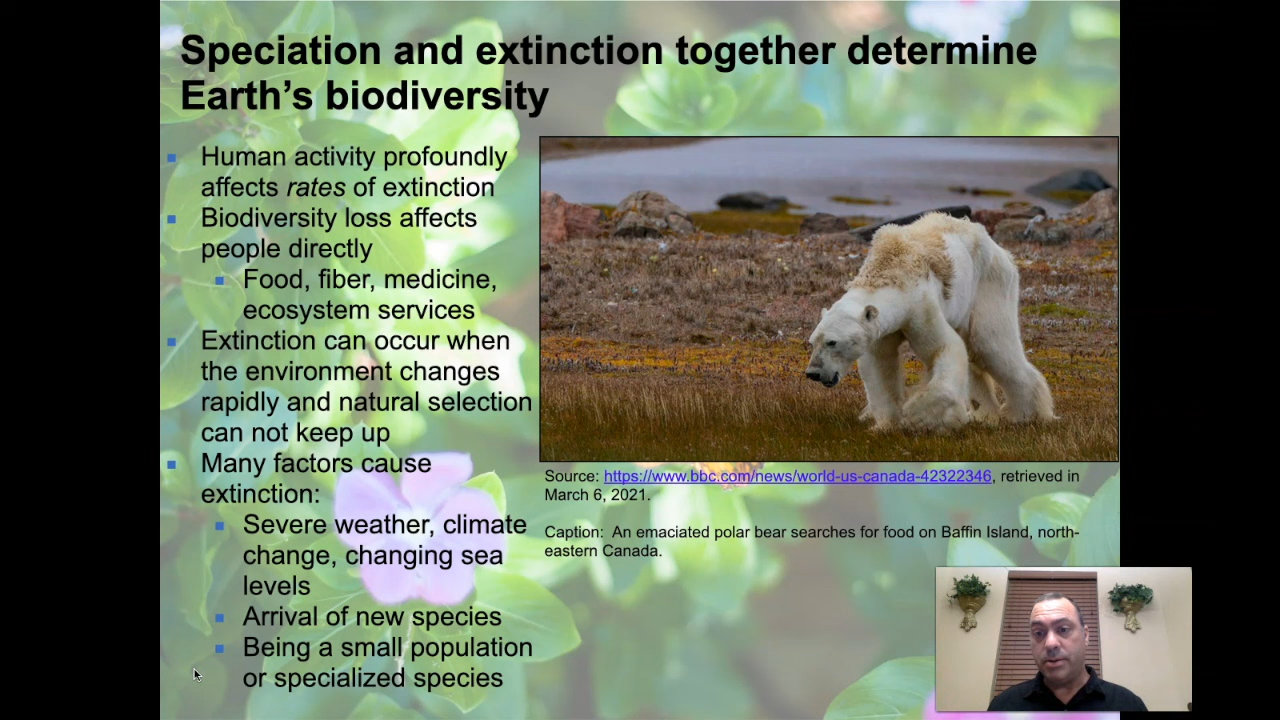 Speciation and extinction together determine
Earth’s biodiversity
Human activity profoundly
affects rates of extinction
Biodiversity loss affects
people directly
Food, fiber, medicine,
ecosystem services
Extinction can occur when
the environment changes
rapidly and natural selection
can not keep up
Many factors cause
extinction:
Severe weather, climate
change, changing sea
levels
Arrival of new species
Being a small population
or specialized species
Source: https://www.bbc.com/news/world-us-canada-42322346, retrieved in
March 6, 2021.
Caption:  An emaciated polar bear searches for food on Baffin Island, north-
eastern Canada.